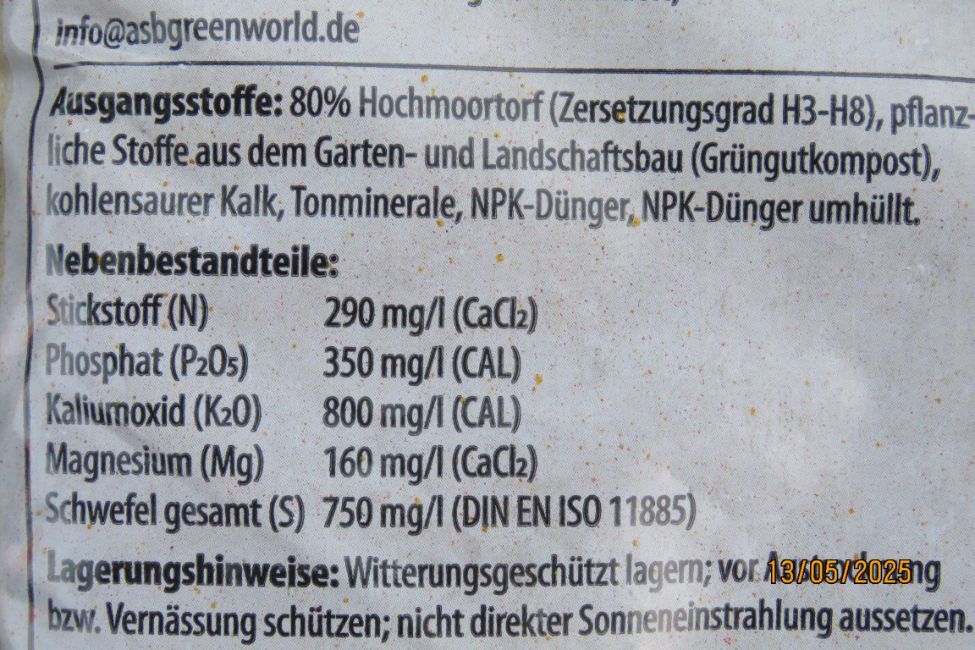 info@asbgreenworld.de
Ausgangsstoffe: 80% Hochmoortorf (Zersetzungsgrad H3-H8), pflanz-
liche Stoffe aus dem Garten- und Landschaftsbau (Grüngutkompost),
kohlensaurer Kalk, Tonminerale, NPK-Dünger, NPK-Dünger umhüllt.
Nebenbestandteile:
Stickstoff (N) 290 mg/l (CaCl₂)
Phosphat (P₂O₅) 350 mg/l (CAL)
Kaliumoxid (K₂O) 800 mg/l (CAL)
Magnesium (Mg) 160 mg/l (CaCl₂)
Schwefel gesamt (S) 750 mg/l (DIN EN ISO 11885)
Lagerungshinweise: Witterungsgeschützt lagern; vor
13/05/2025
bzw. Vernässung schützen; nicht direkter Sonneneinstrahlung aussetzen.